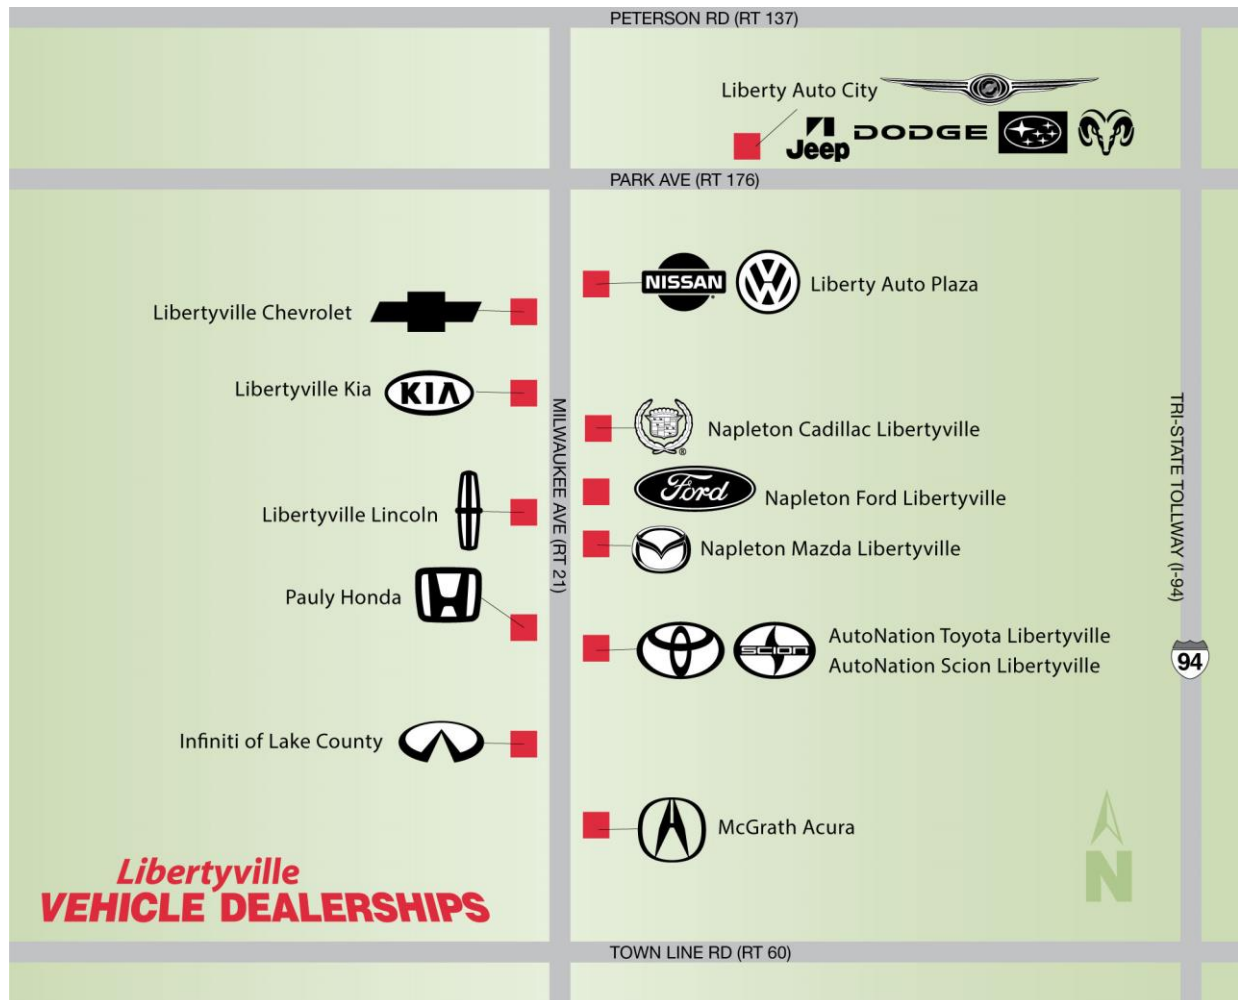 PETERSON RD (RT 137)
Liberty Auto City
Jeep
DODGE
PARK AVE (RT 176)
NISSAN
Liberty Auto Plaza
Libertyville Chevrolet
Libertyville Kia
KIA
Napleton Cadillac Libertyville
MILWAUKEE AVE (RT 21)
TRI-STATE TOLLWAY (I-94)
Ford
Napleton Ford Libertyville
Libertyville Lincoln
Napleton Mazda Libertyville
Pauly Honda
SCION
AutoNation Toyota Libertyville
AutoNation Scion Libertyville
94
Infiniti of Lake County
McGrath Acura
Libertyville
VEHICLE DEALERSHIPS
N
TOWN LINE RD (RT 60)